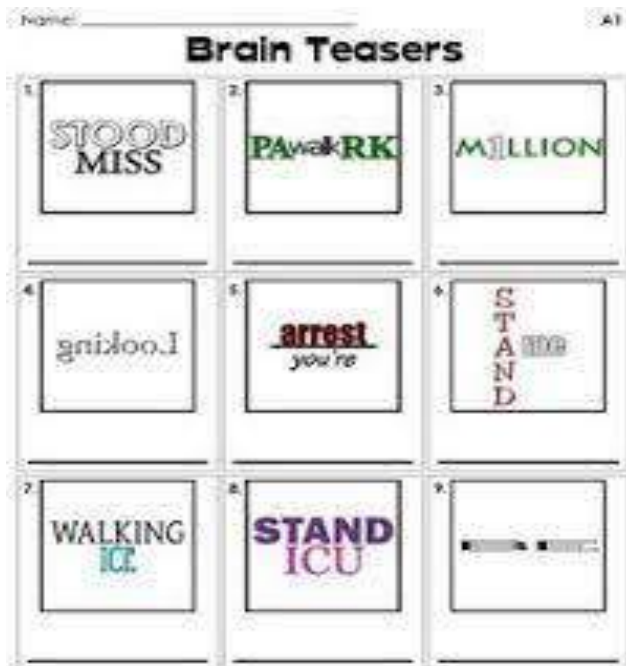 Name:
A1
Brain Teasers
1.
STOOD
MISS
2.
PAwalkRK
3.
M1LLION
4.
Looking
5.
arrest
you're
6.
STAND
me
7.
WALKING
ICE
8.
STAND
ICU
9.